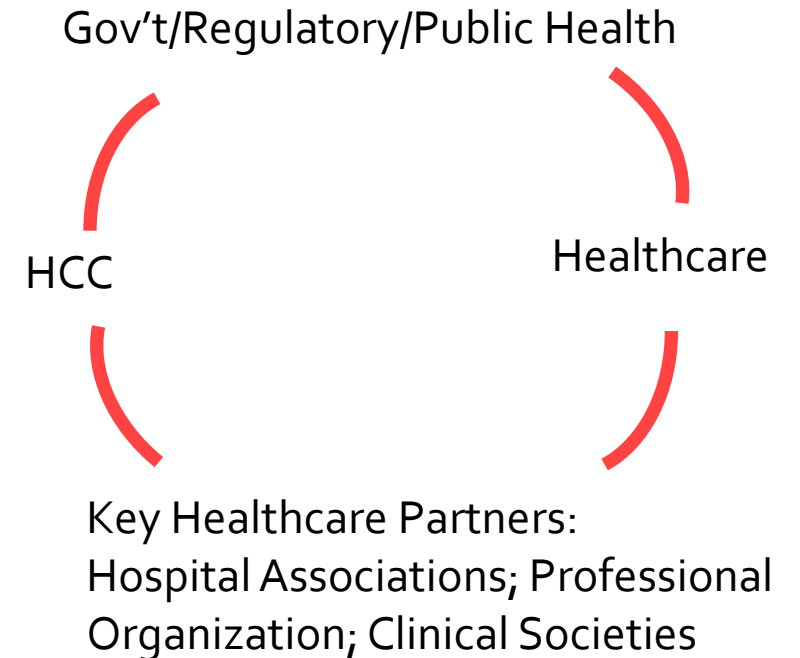 Gov’t/Regulatory/Public Health
Healthcare
HCC
Key Healthcare Partners:
Hospital Associations; Professional
Organization; Clinical Societies